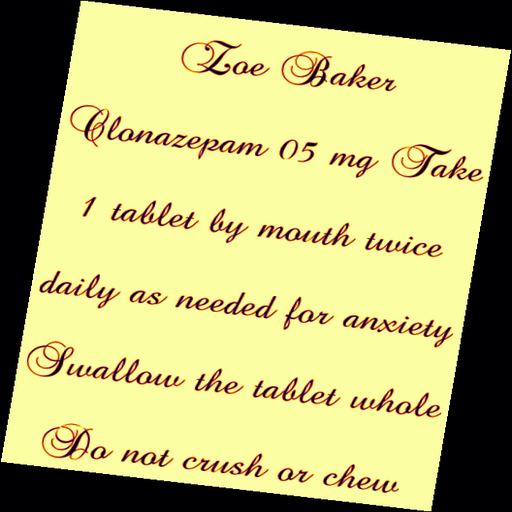 Zoe Baker
Clonazepam 05 mg Take
1 tablet by mouth twice
daily as needed for anxiety
Swallow the tablet whole
Do not crush or chew